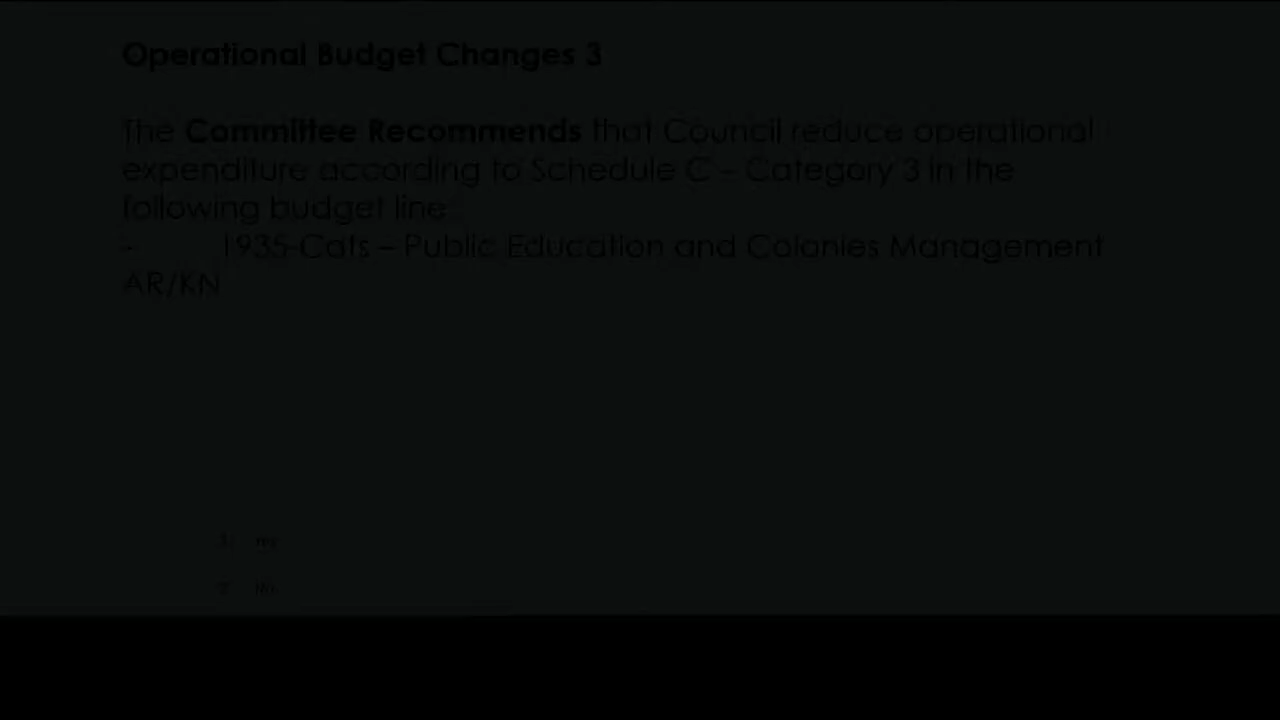 Operational Budget Changes 3
The Committee Recommends that Council reduce operational
expenditure according to Schedule C – Category 3 in the
following budget line
- 1935-Cats – Public Education and Colonies Management
AR/KN